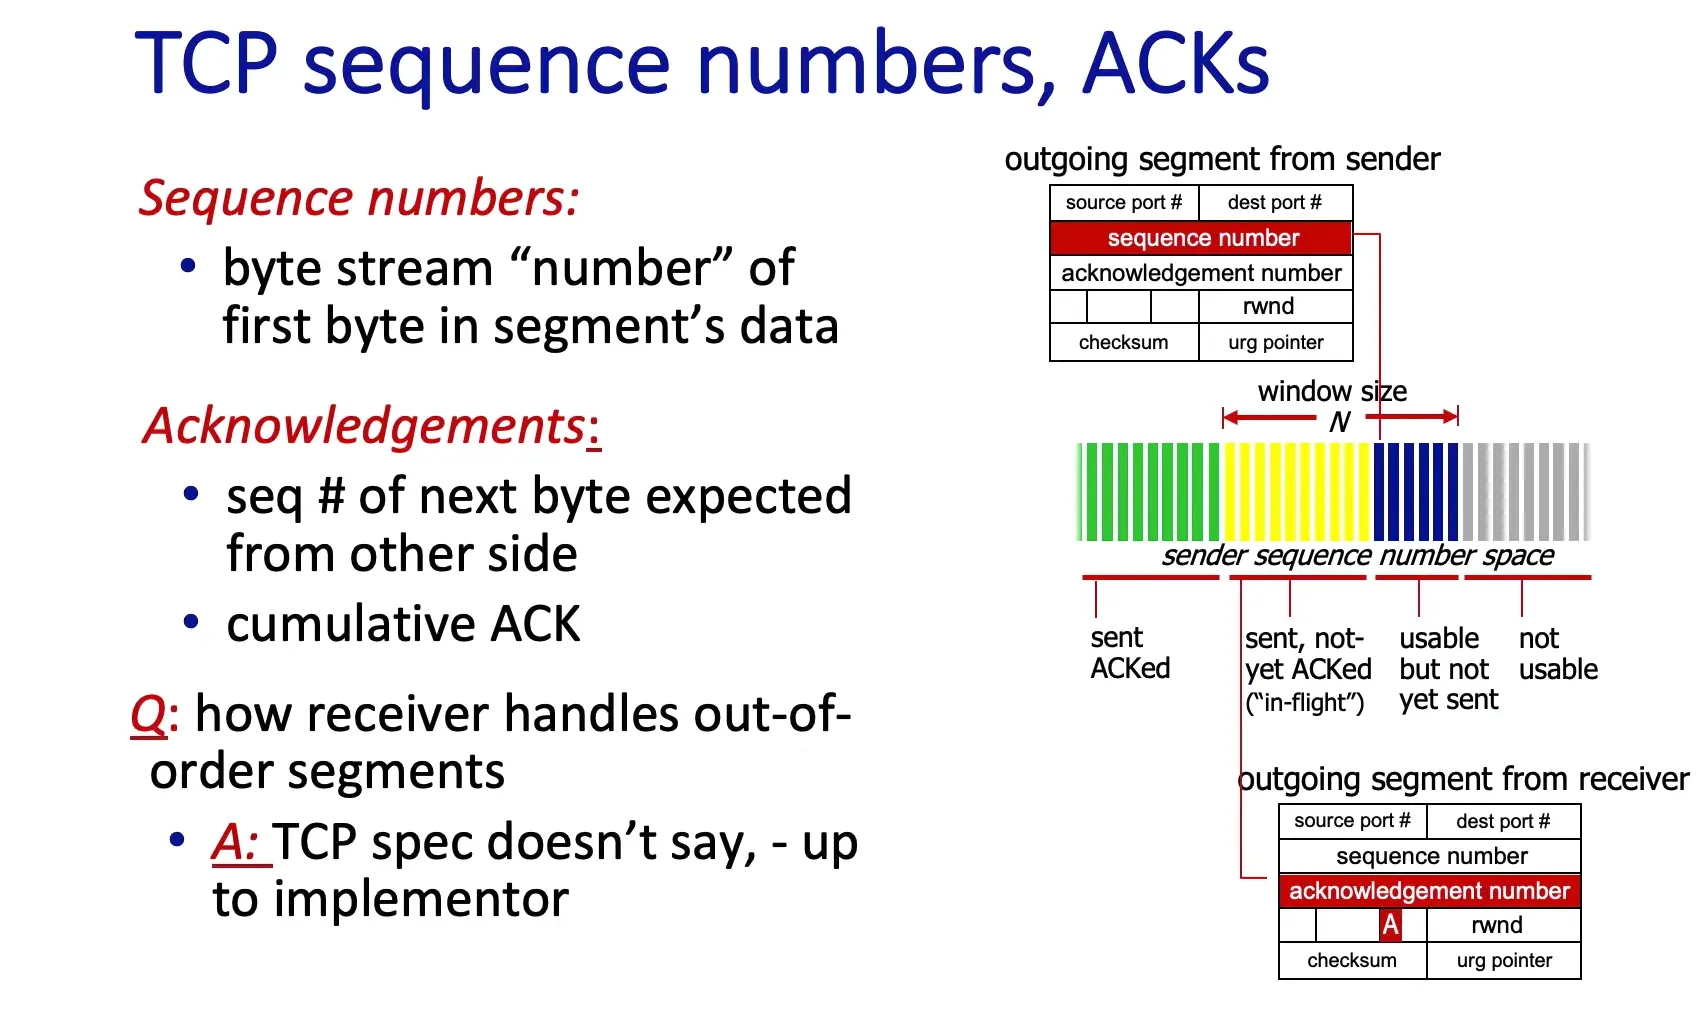 TCP sequence numbers, ACKs
Sequence numbers:
• byte stream “number” of
first byte in segment’s data
Acknowledgements:
• seq # of next byte expected
from other side
• cumulative ACK
Q: how receiver handles out-of-
order segments
• A: TCP spec doesn’t say, - up
to implementor
outgoing segment from sender
source port # dest port #
sequence number
acknowledgement number
rwnd
checksum urg pointer
window size
N
sender sequence number space
sent
ACKed
sent, not-
yet ACKed
(“in-flight”)
usable
but not
yet sent
not
usable
outgoing segment from receiver
source port # dest port #
sequence number
acknowledgement number
A rwnd
checksum urg pointer